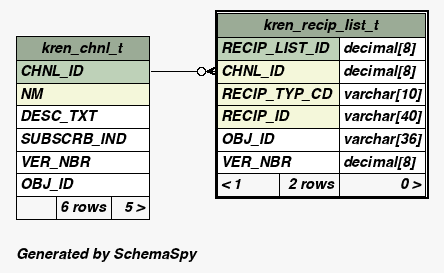 kren_chnl_t
CHNL_ID
NM
DESC_TXT
SUBSCRB_IND
VER_NBR
OBJ_ID
6 rows 5 >
kren_recip_list_t
RECIP_LIST_ID decimal[8]
CHNL_ID decimal[8]
RECIP_TYP_CD varchar[10]
RECIP_ID varchar[40]
OBJ_ID varchar[36]
VER_NBR decimal[8]
< 1 2 rows 0 >
Generated by SchemaSpy